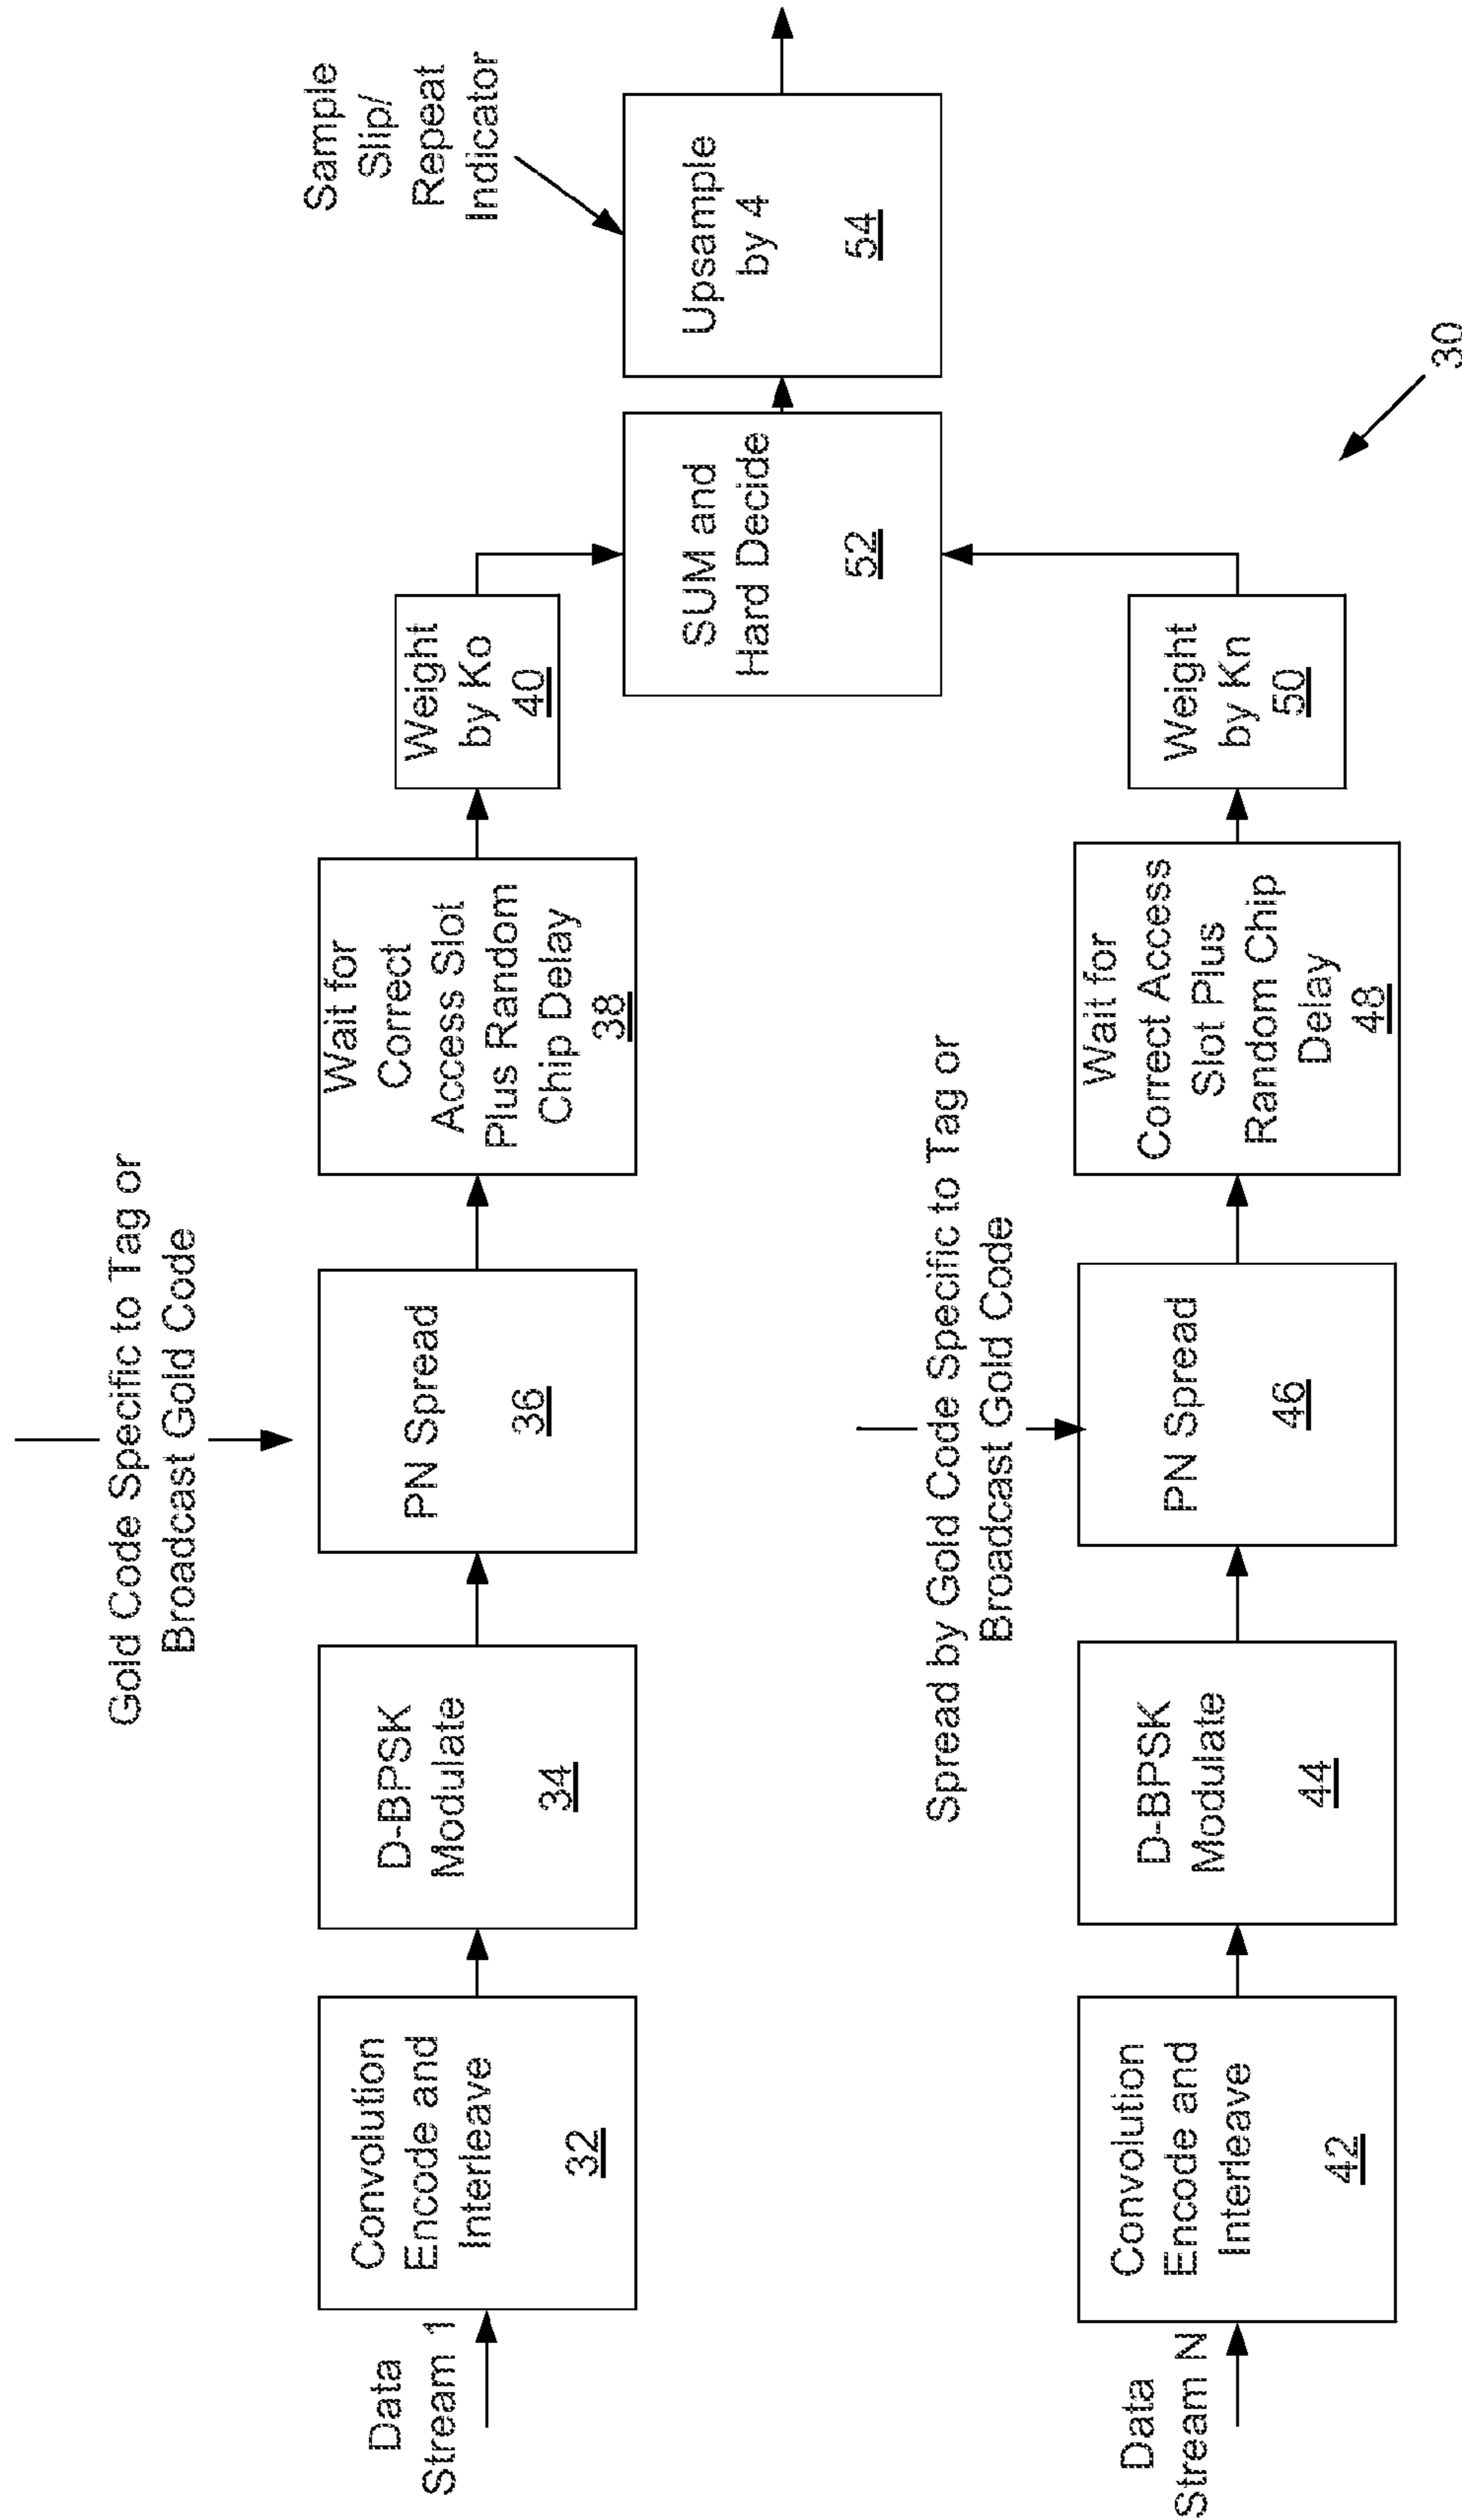 Gold Code Specific to Tag or
Broadcast Gold Code
Data
Stream 1
Convolution
Encode and
Interleave
32
D-BPSK
Modulate
34
PN Spread
36
Wait for
Correct
Access Slot
Plus Random
Chip Delay
38
Weight
by Ko
40
Sample
Slip/
Repeat
Indicator
SUM and
Hard Decide
52
Upsample
by 4
54
Spread by Gold Code Specific to Tag or
Broadcast Gold Code
Data
Stream N
Convolution
Encode and
Interleave
42
D-BPSK
Modulate
44
PN Spread
46
Wait for
Correct Access
Slot Plus
Random Chip
Delay
48
Weight
by Kn
50
30